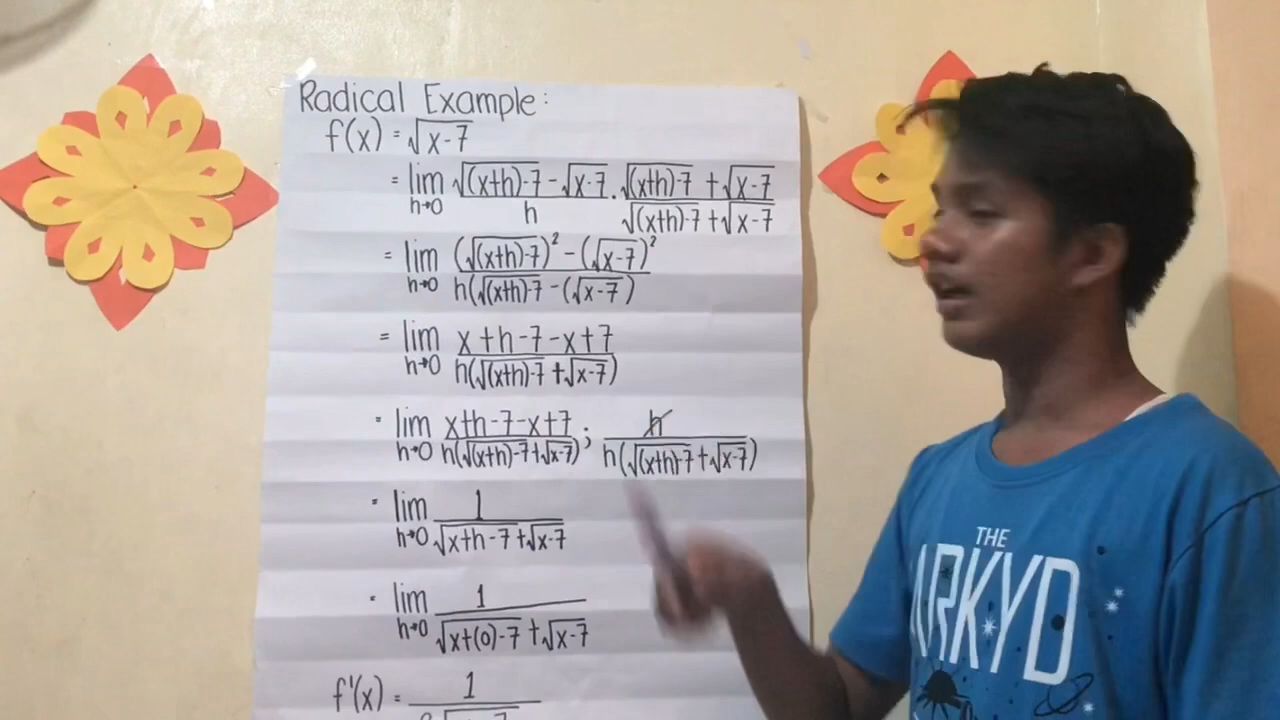 Radical Example:
f(x) = √(x-7)
= lim h→0 (√((x+h)-7) - √(x-7))/h · (√((x+h)-7) + √(x-7))/(√((x+h)-7) + √(x-7))
= lim h→0 ((√((x+h)-7))² - (√(x-7))²)/(h(√((x+h)-7) - (√(x-7)))
= lim h→0 (x+h-7-x+7)/(h(√((x+h)-7) + √(x-7)))
= lim h→0 (x+h-7-x+7)/(h(√((x+h)-7) + √(x-7))) ; h/(h(√((x+h)-7) + √(x-7)))
= lim h→0 1/(√(x+h-7) + √(x-7))
= lim h→0 1/(√(x+(0)-7) + √(x-7))
f'(x) = 1
THE
ARKYD